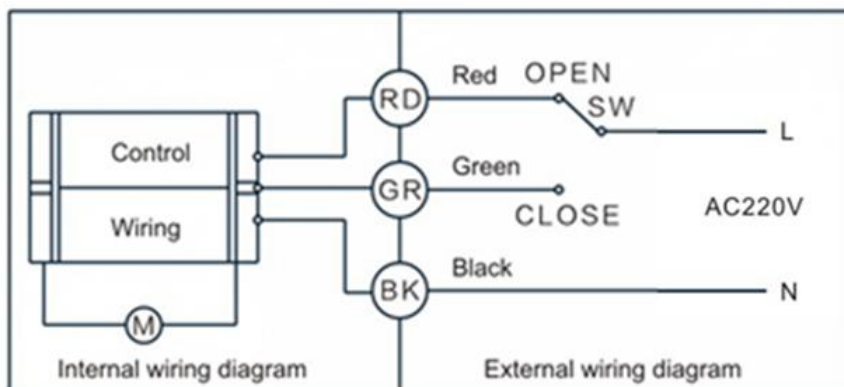 Red
OPEN
RD
SW
L
Control
Green
GR
CLOSE
AC220V
Wiring
Black
BK
N
M
Internal wiring diagram
External wiring diagram